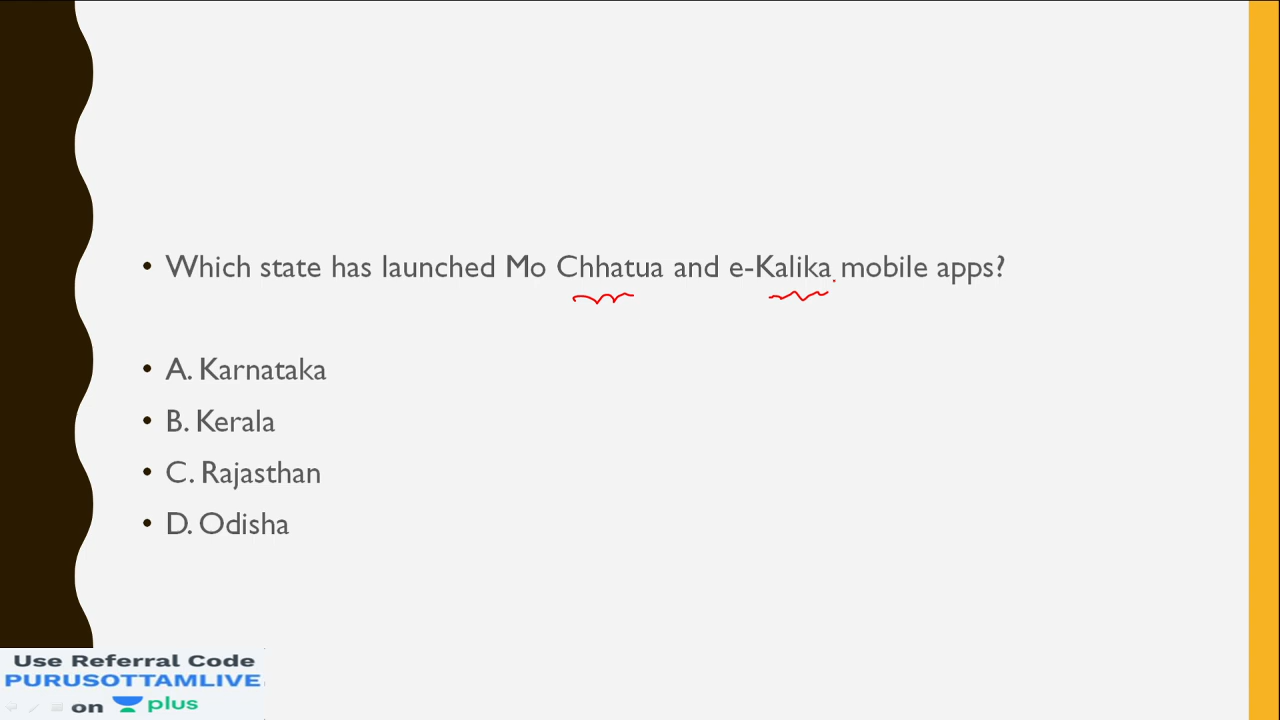 • Which state has launched Mo Chhatua and e-Kalika mobile apps?
• A. Karnataka
• B. Kerala
• C. Rajasthan
• D. Odisha
Use Referral Code
PURUSOTTAMLIVE
on plus